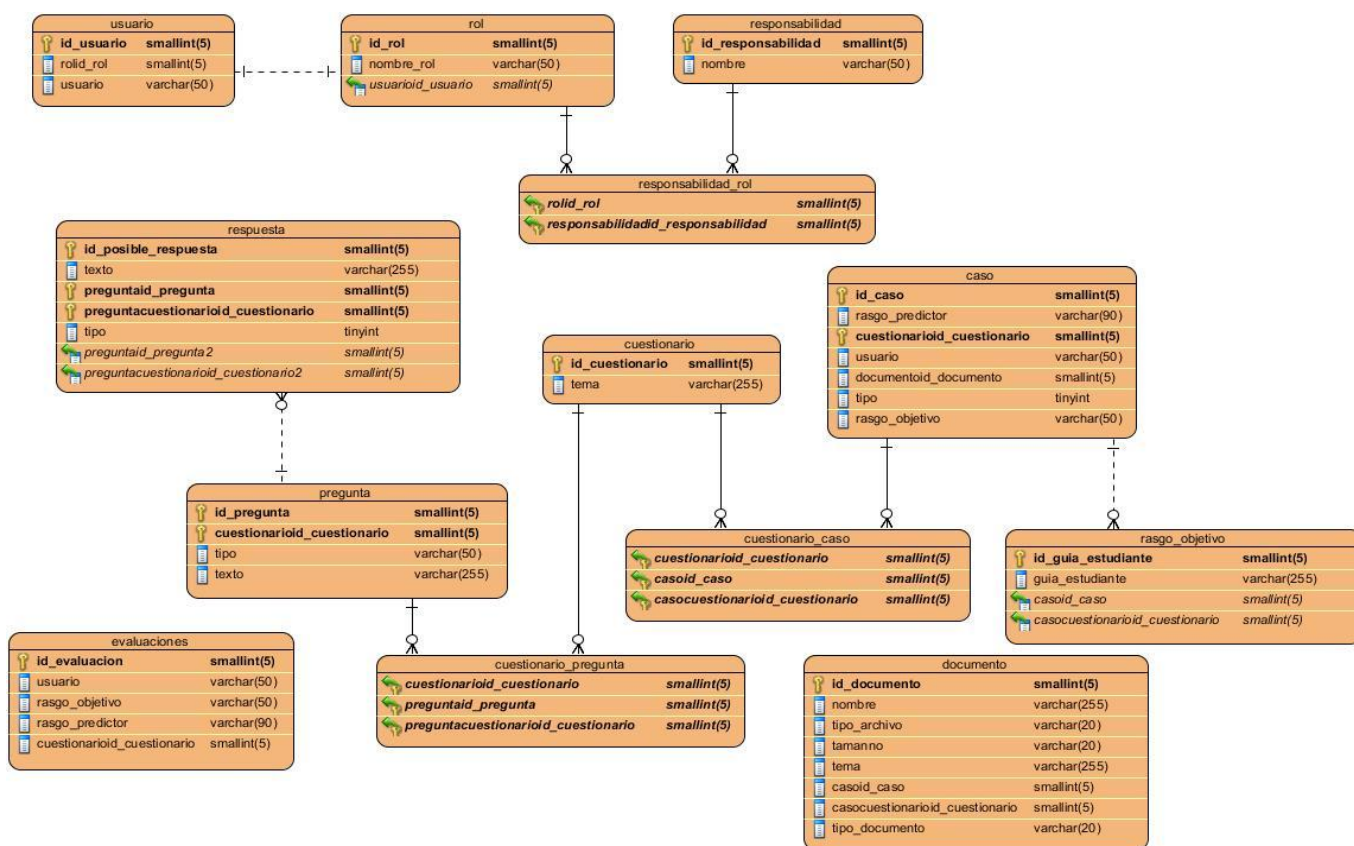 usuario
id_usuario smallint(5)
rolid_rol smallint(5)
usuario varchar(50)
rol
id_rol smallint(5)
nombre_rol varchar(50)
usuarioid_usuario smallint(5)
responsabilidad
id_responsabilidad smallint(5)
nombre varchar(50)
responsabilidad_rol
rolid_rol smallint(5)
responsabilidadid_responsabilidad smallint(5)
respuesta
id_posible_respuesta smallint(5)
texto varchar(255)
preguntaid_pregunta smallint(5)
preguntacuestionarioid_cuestionario smallint(5)
tipo tinyint
preguntaid_pregunta2 smallint(5)
preguntacuestionarioid_cuestionario2 smallint(5)
caso
id_caso smallint(5)
rasgo_predictor varchar(90)
cuestionarioid_cuestionario smallint(5)
usuario varchar(50)
documentoid_documento smallint(5)
tipo tinyint
rasgo_objetivo varchar(50)
cuestionario
id_cuestionario smallint(5)
tema varchar(255)
pregunta
id_pregunta smallint(5)
cuestionarioid_cuestionario smallint(5)
tipo varchar(50)
texto varchar(255)
cuestionario_caso
cuestionarioid_cuestionario smallint(5)
casoid_caso smallint(5)
casocuestionarioid_cuestionario smallint(5)
rasgo_objetivo
id_guia_estudiante smallint(5)
guia_estudiante varchar(255)
casoid_caso smallint(5)
casocuestionarioid_cuestionario smallint(5)
evaluaciones
id_evaluacion smallint(5)
usuario varchar(50)
rasgo_objetivo varchar(50)
rasgo_predictor varchar(90)
cuestionarioid_cuestionario smallint(5)
cuestionario_pregunta
cuestionarioid_cuestionario smallint(5)
preguntaid_pregunta smallint(5)
preguntacuestionarioid_cuestionario smallint(5)
documento
id_documento smallint(5)
nombre varchar(255)
tipo_archivo varchar(20)
tamanno varchar(20)
tema varchar(255)
casoid_caso smallint(5)
casocuestionarioid_cuestionario smallint(5)
tipo_documento varchar(20)